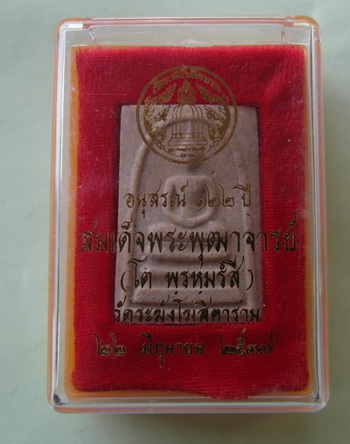 อนุสรณ์ ๑๒๒ ปี
สมเด็จพระพุฒาจารย์
(โต พรหมรํสี)
วัดระฆังโฆสิตาราม
๒๒ มิถุนายน ๒๕๓๗